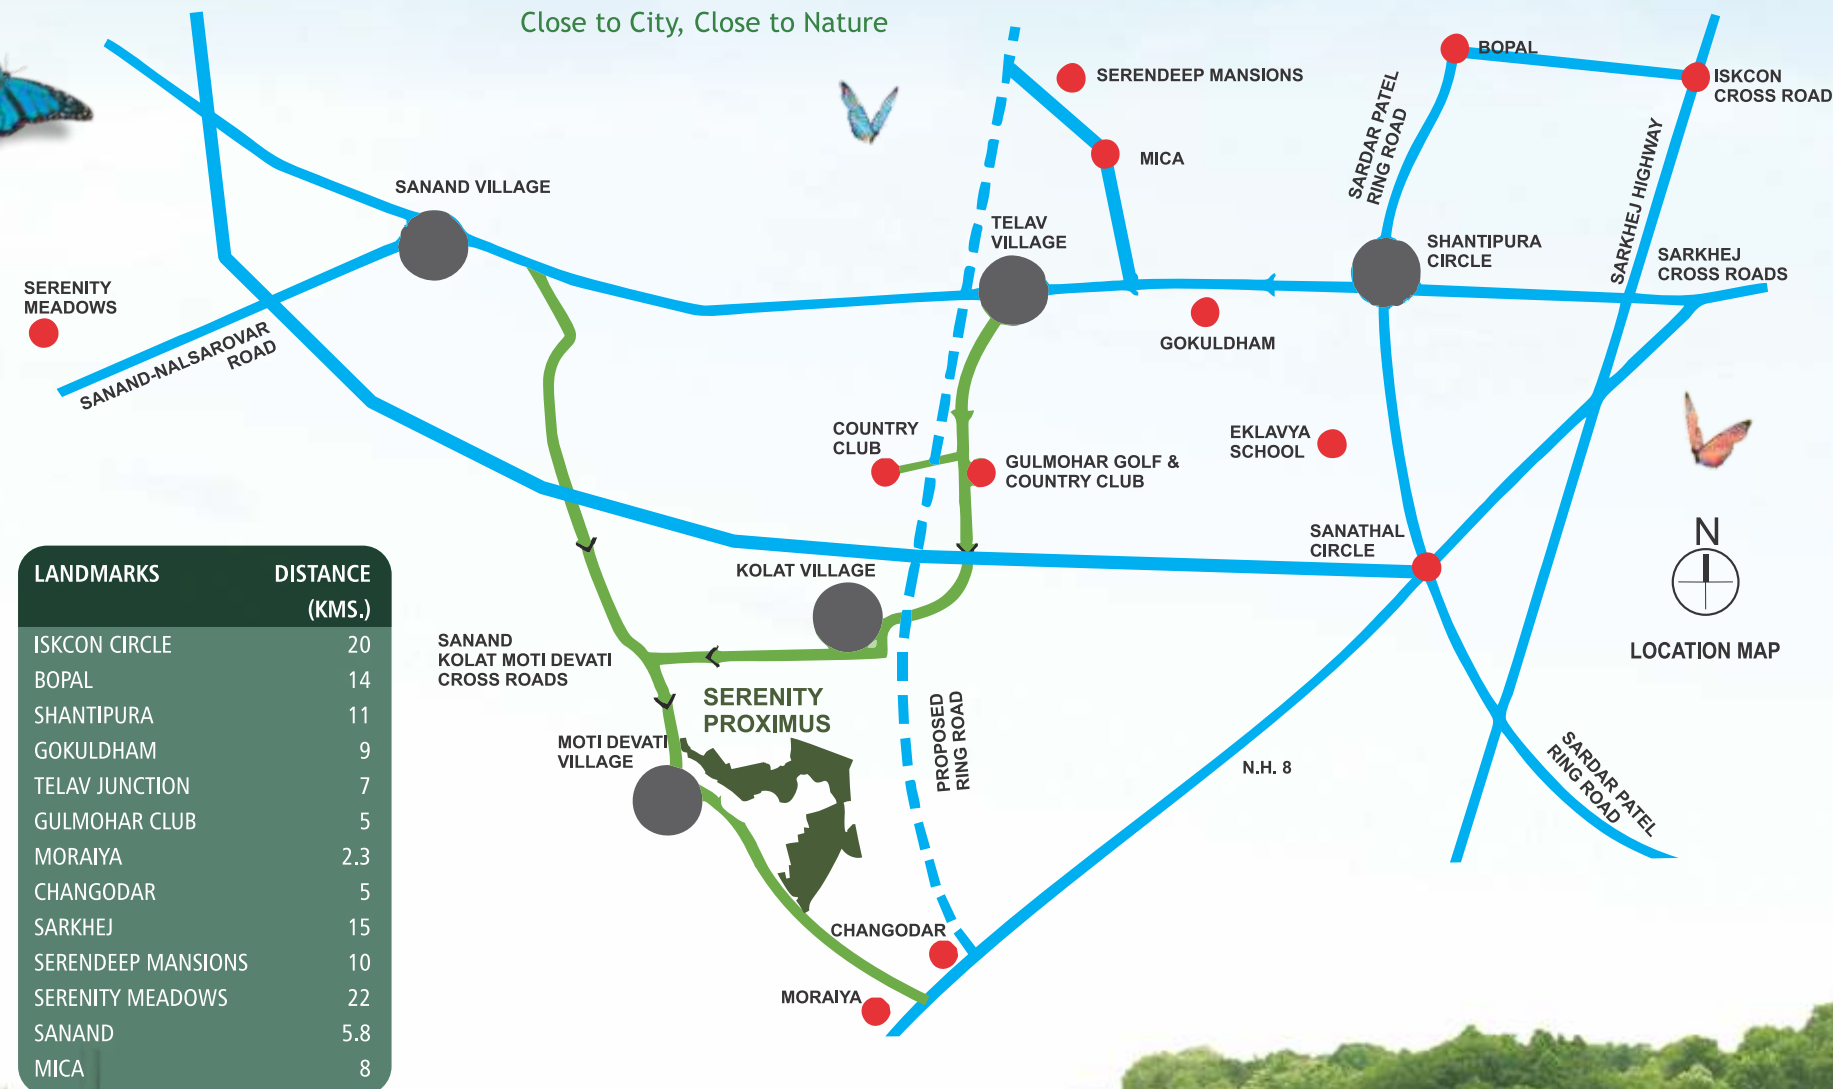 Close to City, Close to Nature
BOPAL
ISKCON
CROSS ROAD
SERENDEEP MANSIONS
MICA
SARDAR PATEL
RING ROAD
SARKHEJ HIGHWAY
SANAND VILLAGE
TELAV
VILLAGE
SHANTIPURA
CIRCLE
SARKHEJ
CROSS ROADS
SERENITY
MEADOWS
SANAND-NALSAROVAR
ROAD
GOKULDHAM
COUNTRY
CLUB
GULMOHAR GOLF &
COUNTRY CLUB
EKLAVYA
SCHOOL
SANATHAL
CIRCLE
N
LOCATION MAP
KOLAT VILLAGE
SANAND
KOLAT MOTI DEVATI
CROSS ROADS
SERENITY
PROXIMUS
MOTI DEVATI
VILLAGE
PROPOSED
RING ROAD
N.H. 8
SARDAR PATEL
RING ROAD
CHANGODAR
MORAIYA
LANDMARKS DISTANCE
(KMS.)
ISKCON CIRCLE 20
BOPAL 14
SHANTIPURA 11
GOKULDHAM 9
TELAV JUNCTION 7
GULMOHAR CLUB 5
MORAIYA 2.3
CHANGODAR 5
SARKHEJ 15
SERENDEEP MANSIONS 10
SERENITY MEADOWS 22
SANAND 5.8
MICA 8